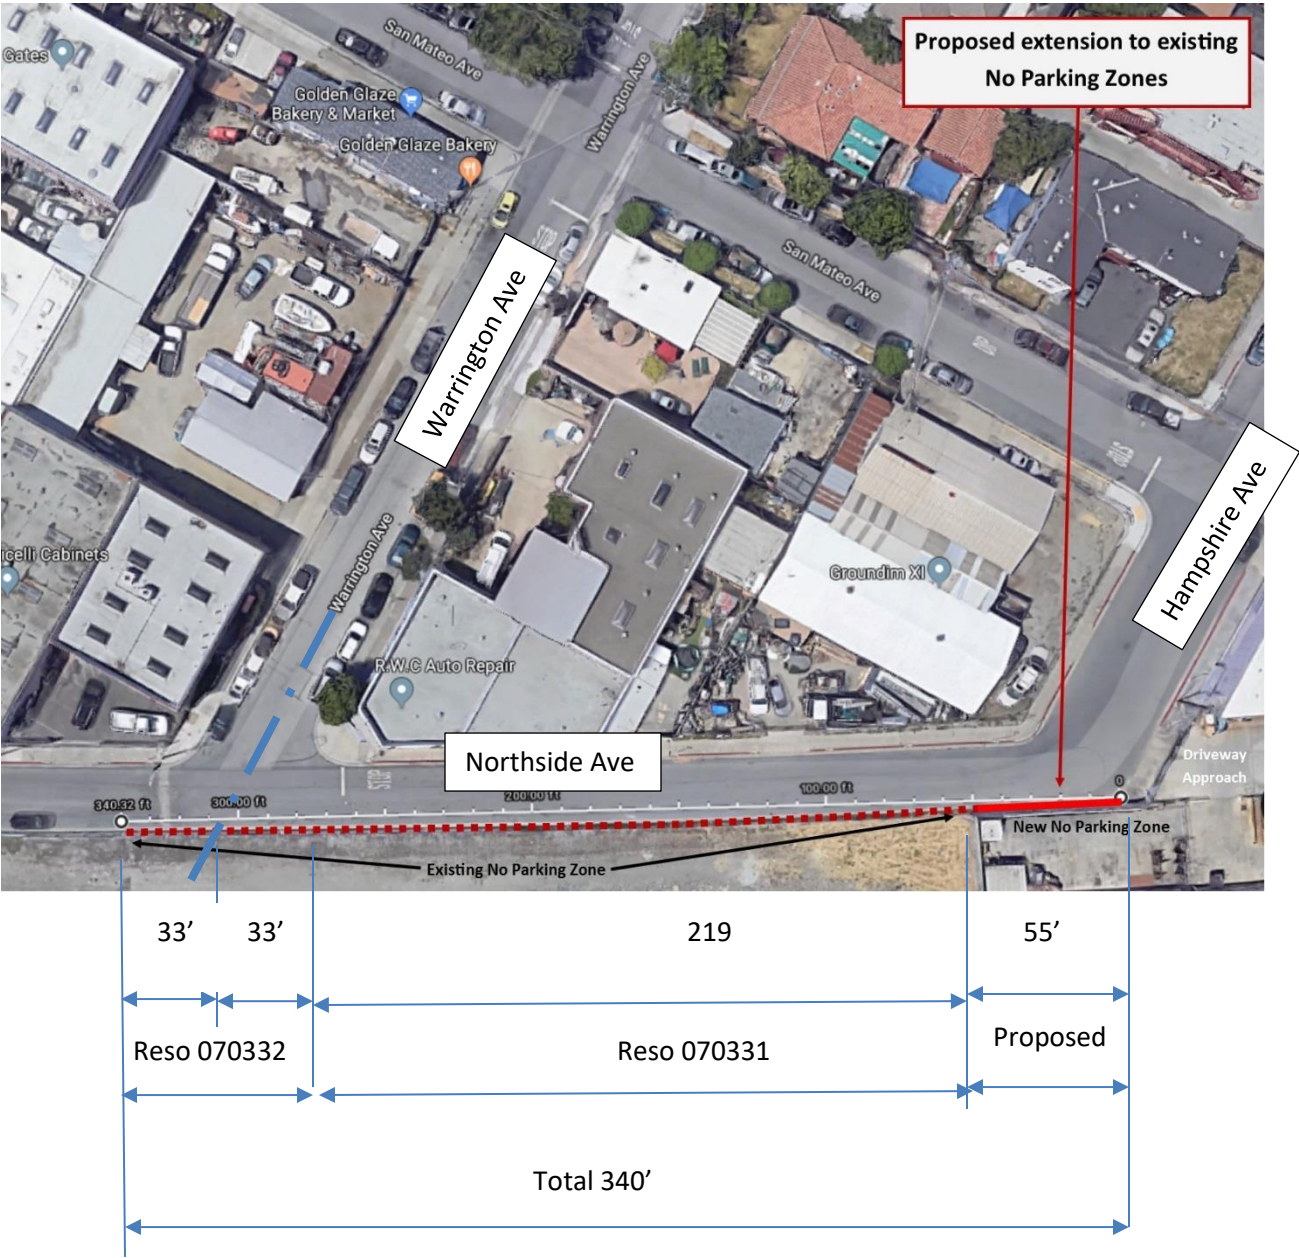 Proposed extension to existing
No Parking Zones
San Mateo Ave
Gates
Warrington Ave
Golden Glaze
Bakery & Market
Golden Glaze Bakery
STOP
San Mateo Ave
Warrington Ave
STOP
Hampshire Ave
Warrington Ave
icelli Cabinets
Groundim XI
R.W.C Auto Repair
Northside Ave
STOP
Driveway
Approach
340.32 ft
300.00 ft
200.00 ft
100.00 ft
0
New No Parking Zone
Existing No Parking Zone
33’
33’
219
55’
Reso 070332
Reso 070331
Proposed
Total 340’